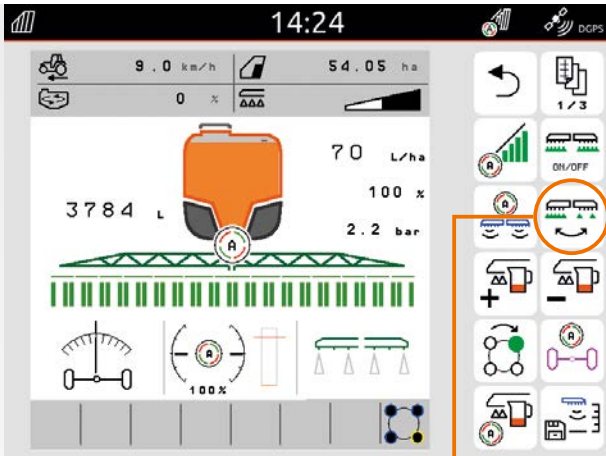 14:24
A
DGPS
9.0 km/h
54.05 ha
0 %
1/3
70 L/ha
A
ON/OFF
100 %
A
3784 L
2.2 bar
A
+
-
A
- A +
100%
A
A